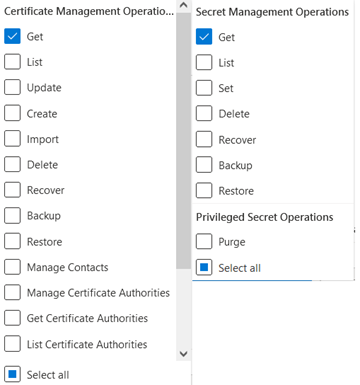 Certificate Management Operatio...
Get
List
Update
Create
Import
Delete
Recover
Backup
Restore
Manage Contacts
Manage Certificate Authorities
Get Certificate Authorities
List Certificate Authorities
Select all
Secret Management Operations
Get
List
Set
Delete
Recover
Backup
Restore
Privileged Secret Operations
Purge
Select all